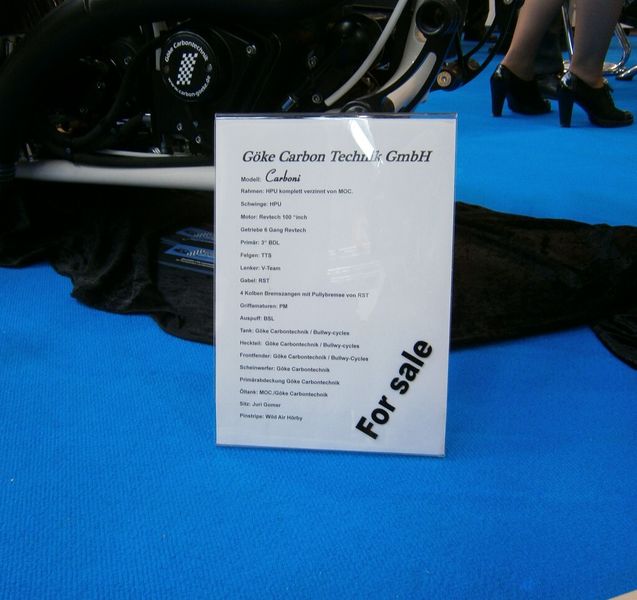 Göke Carbontechnik
www.carbon-goeke.de
Göke Carbon Technik GmbH
Modell: Carboni
Rahmen: HPU komplett verzinnt von MOC.
Schwinge: HPU
Motor: Revtech 100 "inch
Getriebe 6 Gang Revtech
Primär: 3" BDL
Felgen: TTS
Lenker: V-Team
Gabel: RST
4 Kolben Bremszangen mit Pullybremse von RST
Griffematuren: PM
Auspuff: BSL
Tank: Göke Carbontechnik / Bullwy-cycles
Heckteil: Göke Carbontechnik / Bullwy-cycles
Frontfender: Göke Carbontechnik / Bullwy-Cycles
Scheinwerfer: Göke Carbontechnik
Primärabdeckung Göke Carbontechnik
Öltank: MOC./Göke Carbontechnik
Sitz: Juri Gomer
Pinstripe: Wild Air Hörby
For sale